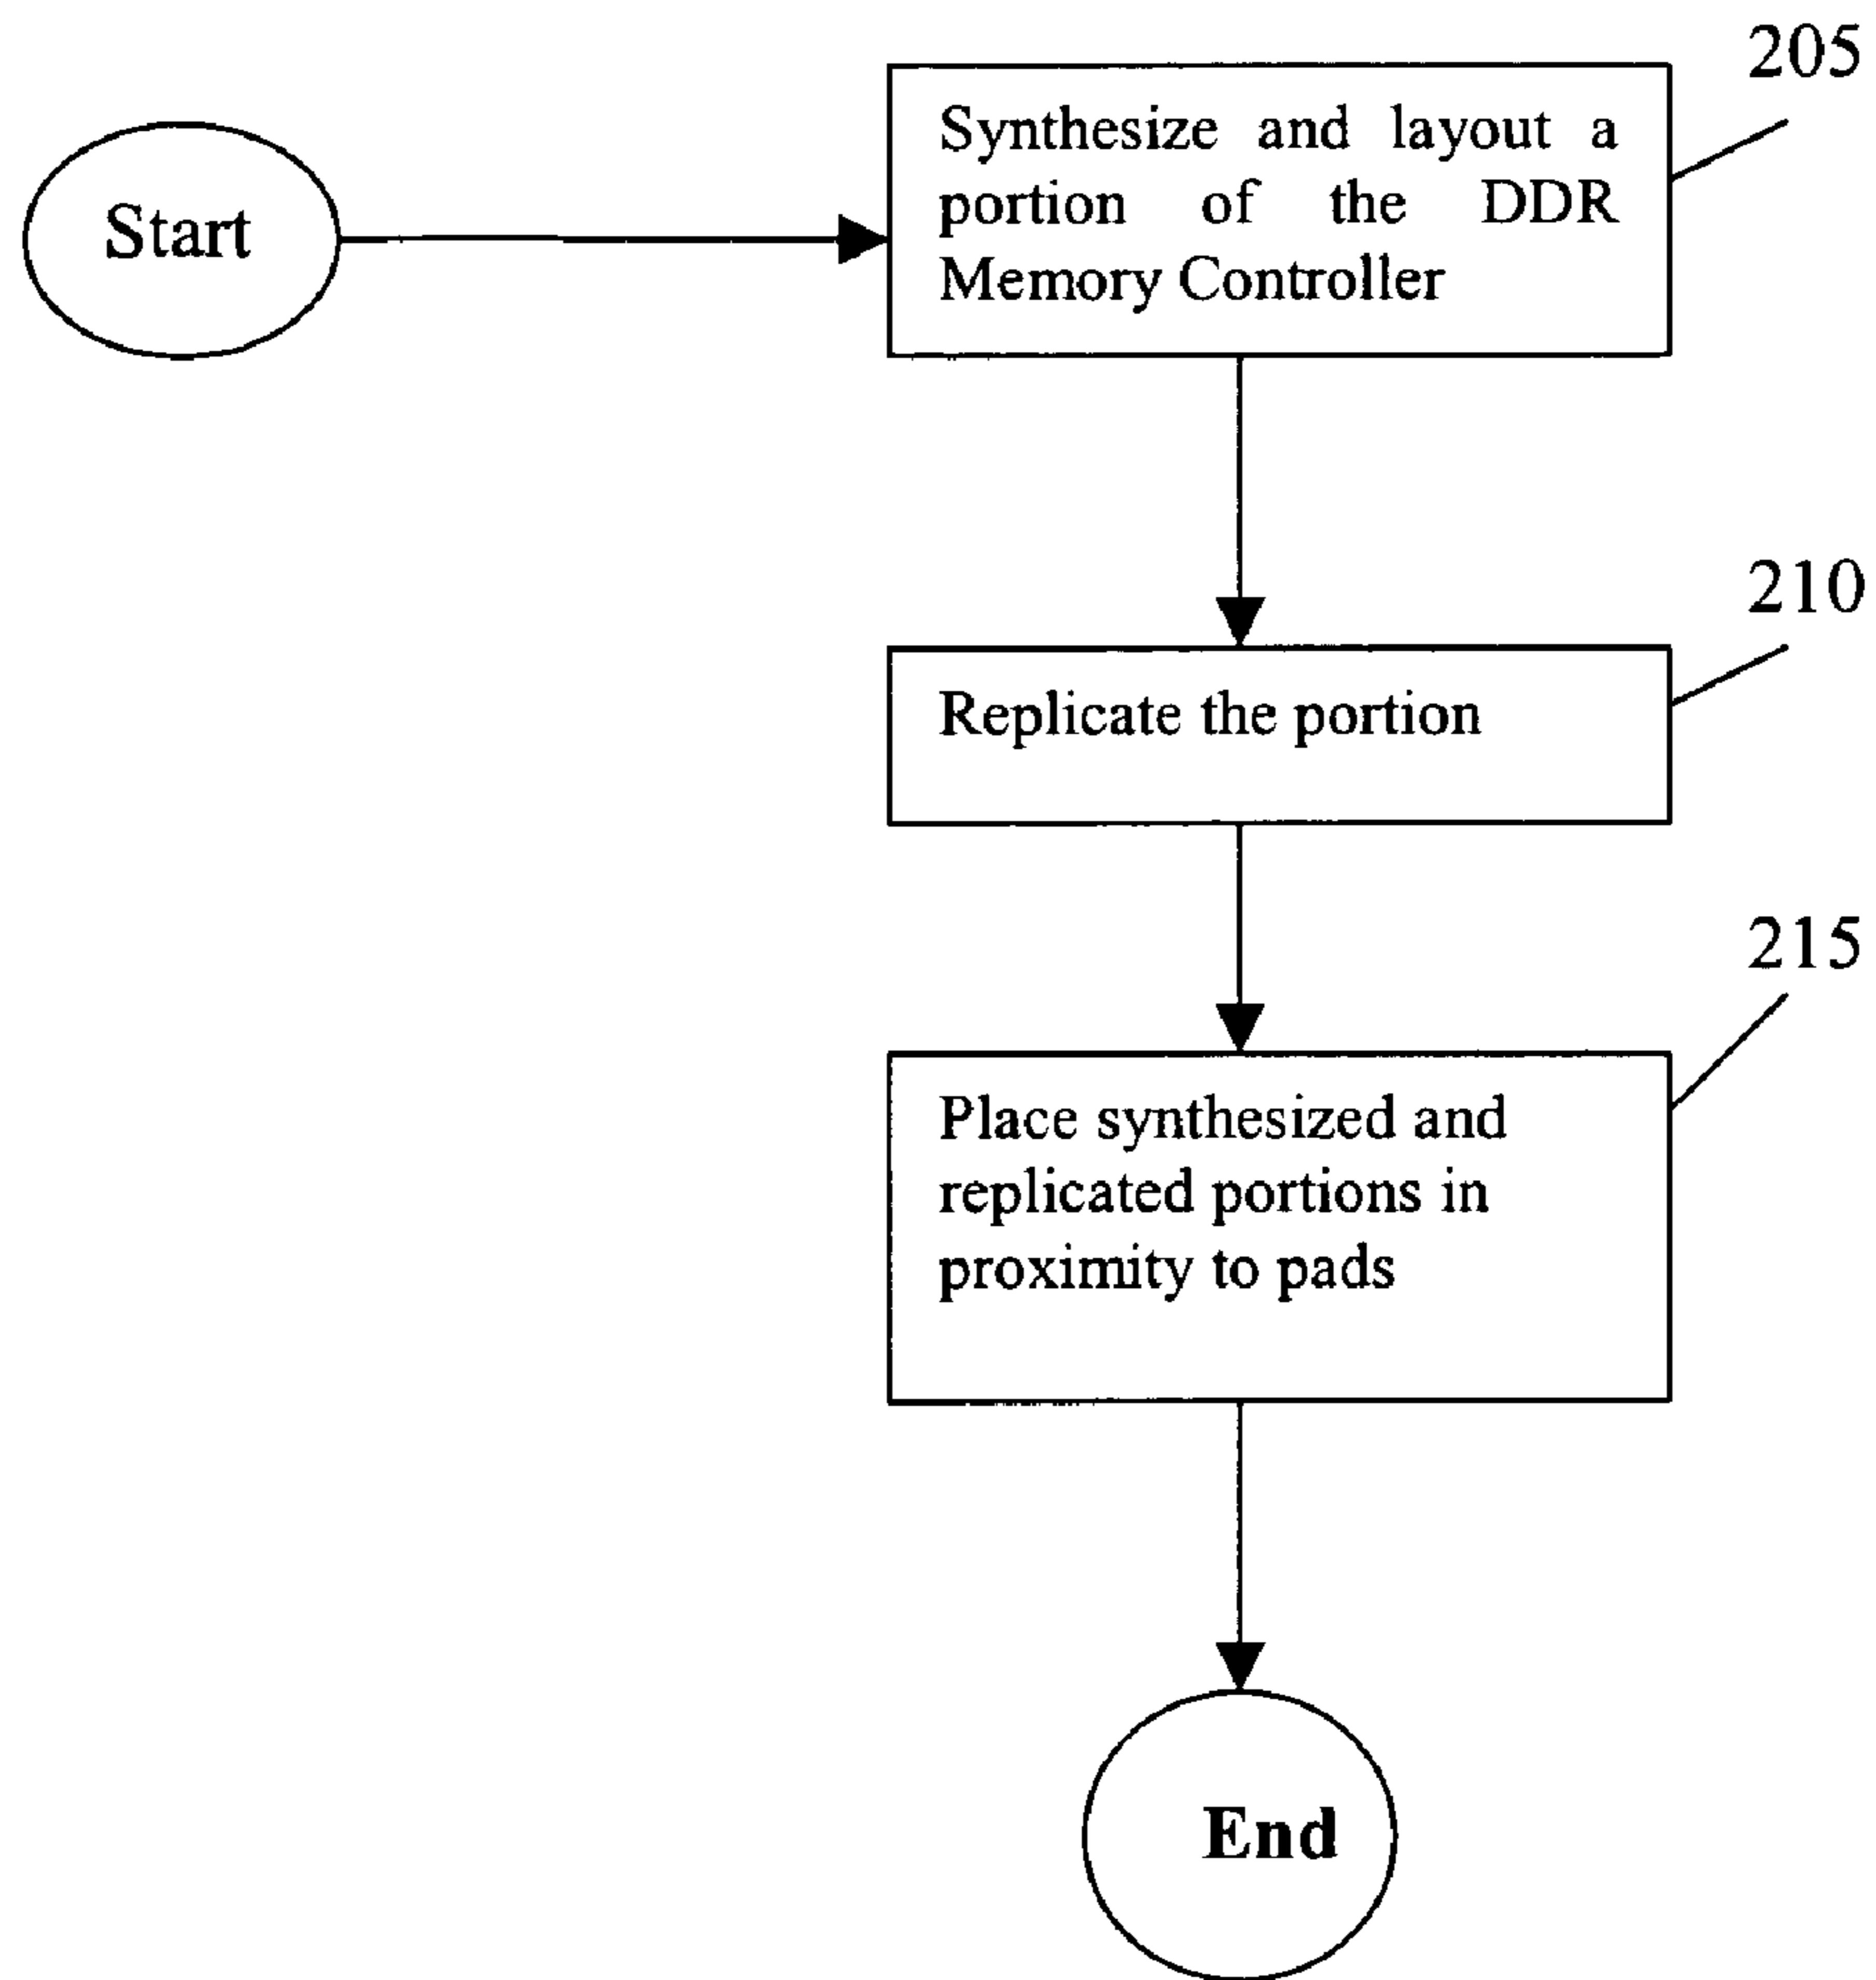 205
Start
Synthesize and layout a
portion of the DDR
Memory Controller
210
Replicate the portion
215
Place synthesized and
replicated portions in
proximity to pads
End